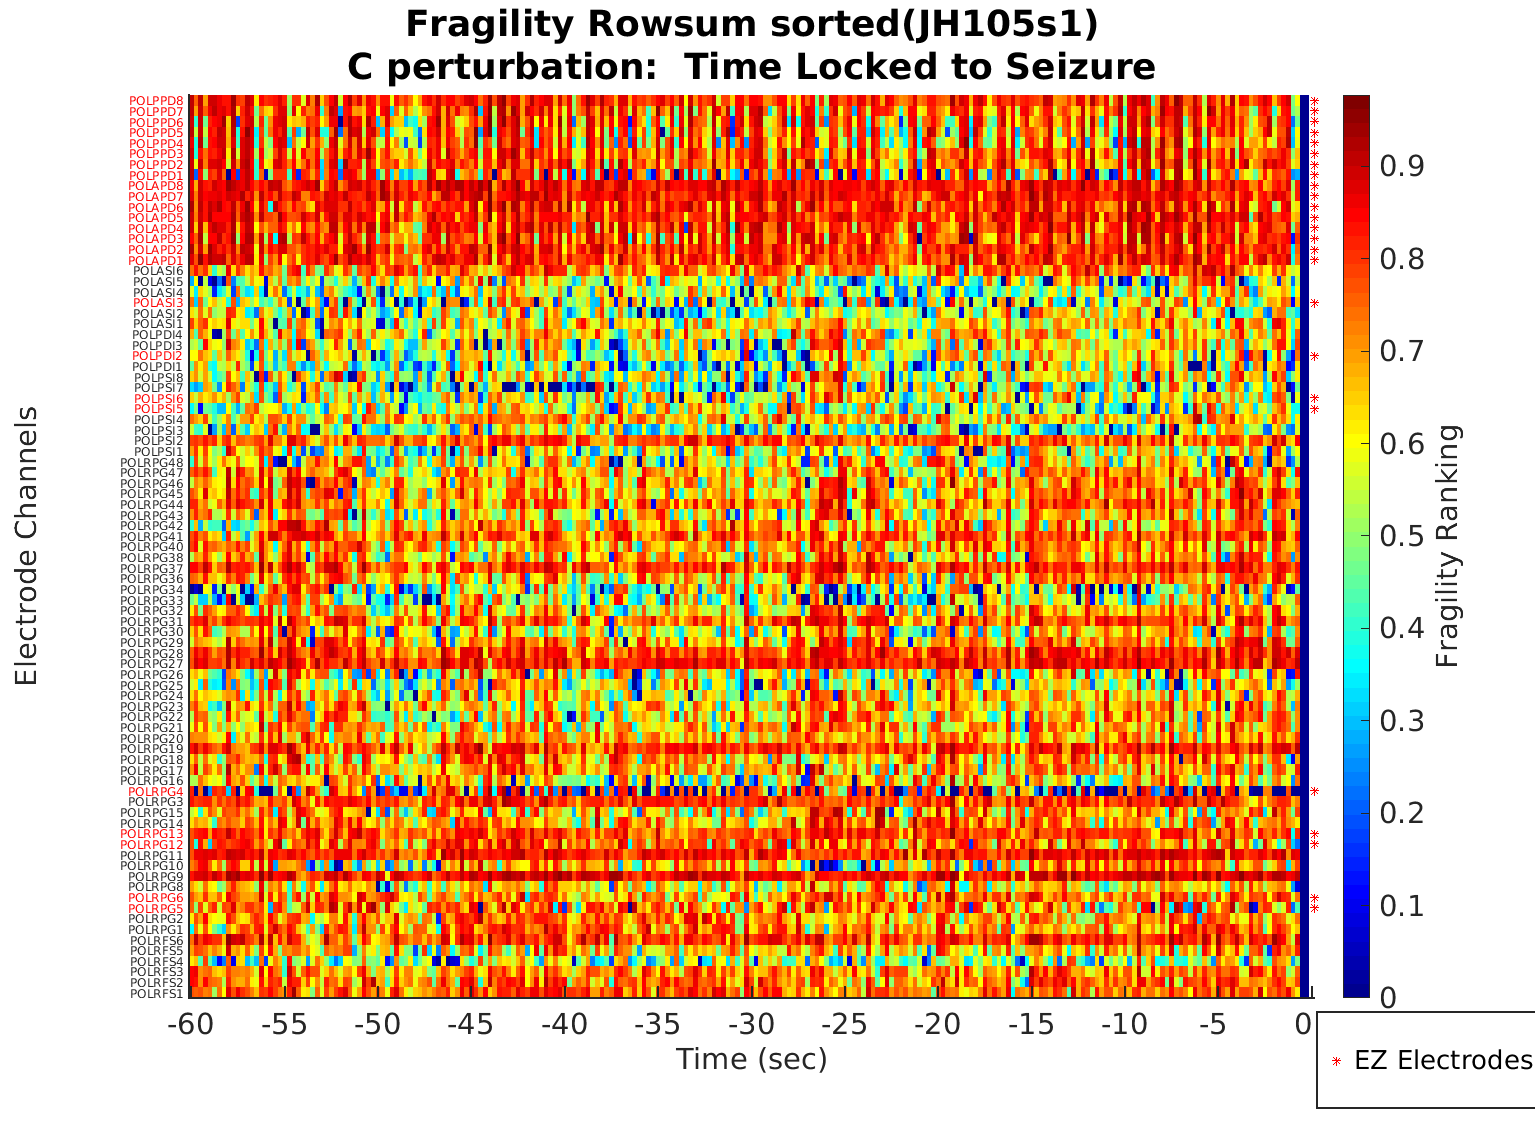 Fragility Rowsum sorted(JH105s1)
C perturbation:  Time Locked to Seizure
Electrode Channels
POLPPD8
POLPPD7
POLPPD6
POLPPD5
POLPPD4
POLPPD3
POLPPD2
POLPPD1
POLAPD8
POLAPD7
POLAPD6
POLAPD5
POLAPD4
POLAPD3
POLAPD2
POLAPD1
POLASI6
POLASI5
POLASI4
POLASI3
POLASI2
POLASI1
POLPDI4
POLPDI3
POLPDI2
POLPDI1
POLPSI8
POLPSI7
POLPSI6
POLPSI5
POLPSI4
POLPSI3
POLPSI2
POLPSI1
POLRPG48
POLRPG47
POLRPG46
POLRPG45
POLRPG44
POLRPG43
POLRPG42
POLRPG41
POLRPG40
POLRPG38
POLRPG37
POLRPG36
POLRPG34
POLRPG33
POLRPG32
POLRPG31
POLRPG30
POLRPG29
POLRPG28
POLRPG27
POLRPG26
POLRPG25
POLRPG24
POLRPG23
POLRPG22
POLRPG21
POLRPG20
POLRPG19
POLRPG18
POLRPG17
POLRPG16
POLRPG4
POLRPG3
POLRPG15
POLRPG14
POLRPG13
POLRPG12
POLRPG11
POLRPG10
POLRPG9
POLRPG8
POLRPG6
POLRPG5
POLRPG2
POLRPG1
POLRFS6
POLRFS5
POLRFS4
POLRFS3
POLRFS2
POLRFS1
-60 -55 -50 -45 -40 -35 -30 -25 -20 -15 -10 -5 0
Time (sec)
0.9
0.8
0.7
0.6
0.5
0.4
0.3
0.2
0.1
0
Fragility Ranking
EZ Electrodes